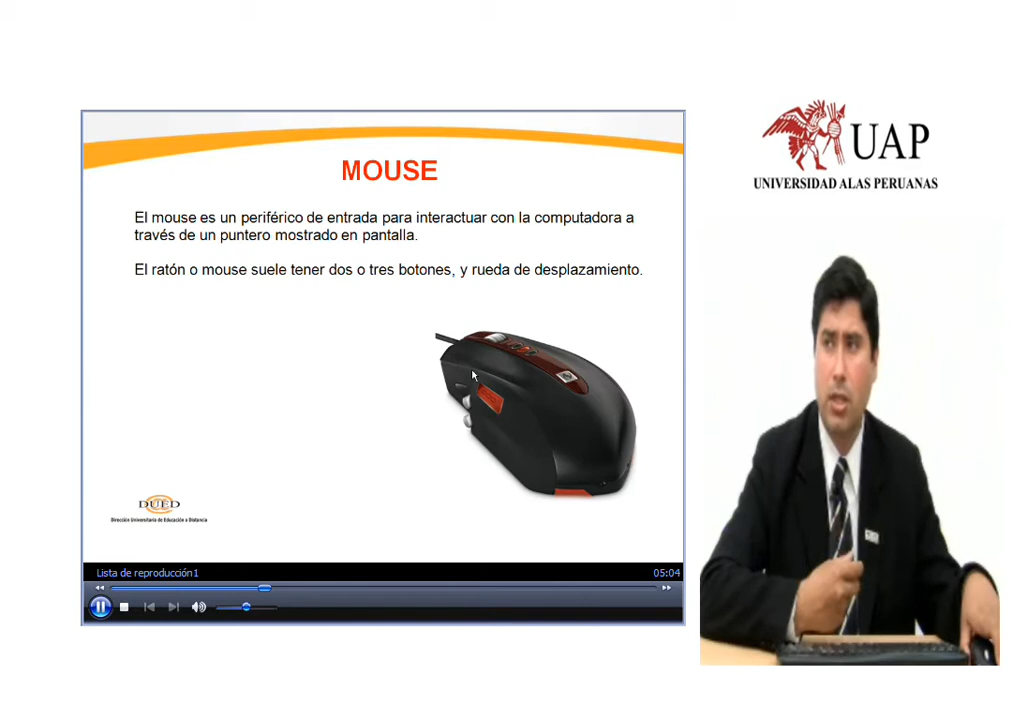 MOUSE
El mouse es un periférico de entrada para interactuar con la computadora a
través de un puntero mostrado en pantalla.
El ratón o mouse suele tener dos o tres botones, y rueda de desplazamiento.
DUED
Dirección Universitaria de Educación a Distancia
Lista de reproducción1
05:04
UAP
UNIVERSIDAD ALAS PERUANAS